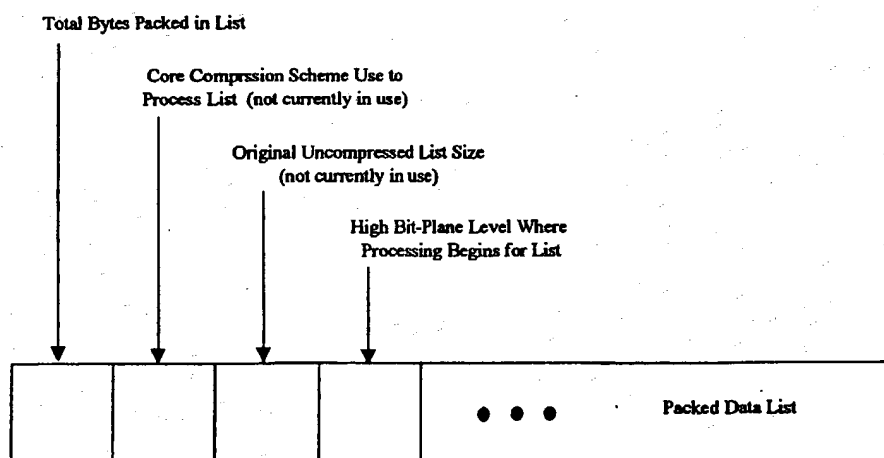 Total Bytes Packed in List
Core Comprssion Scheme Use to
Process List (not currently in use)
Original Uncompressed List Size
(not currently in use)
High Bit-Plane Level Where
Processing Begins for List
Packed Data List